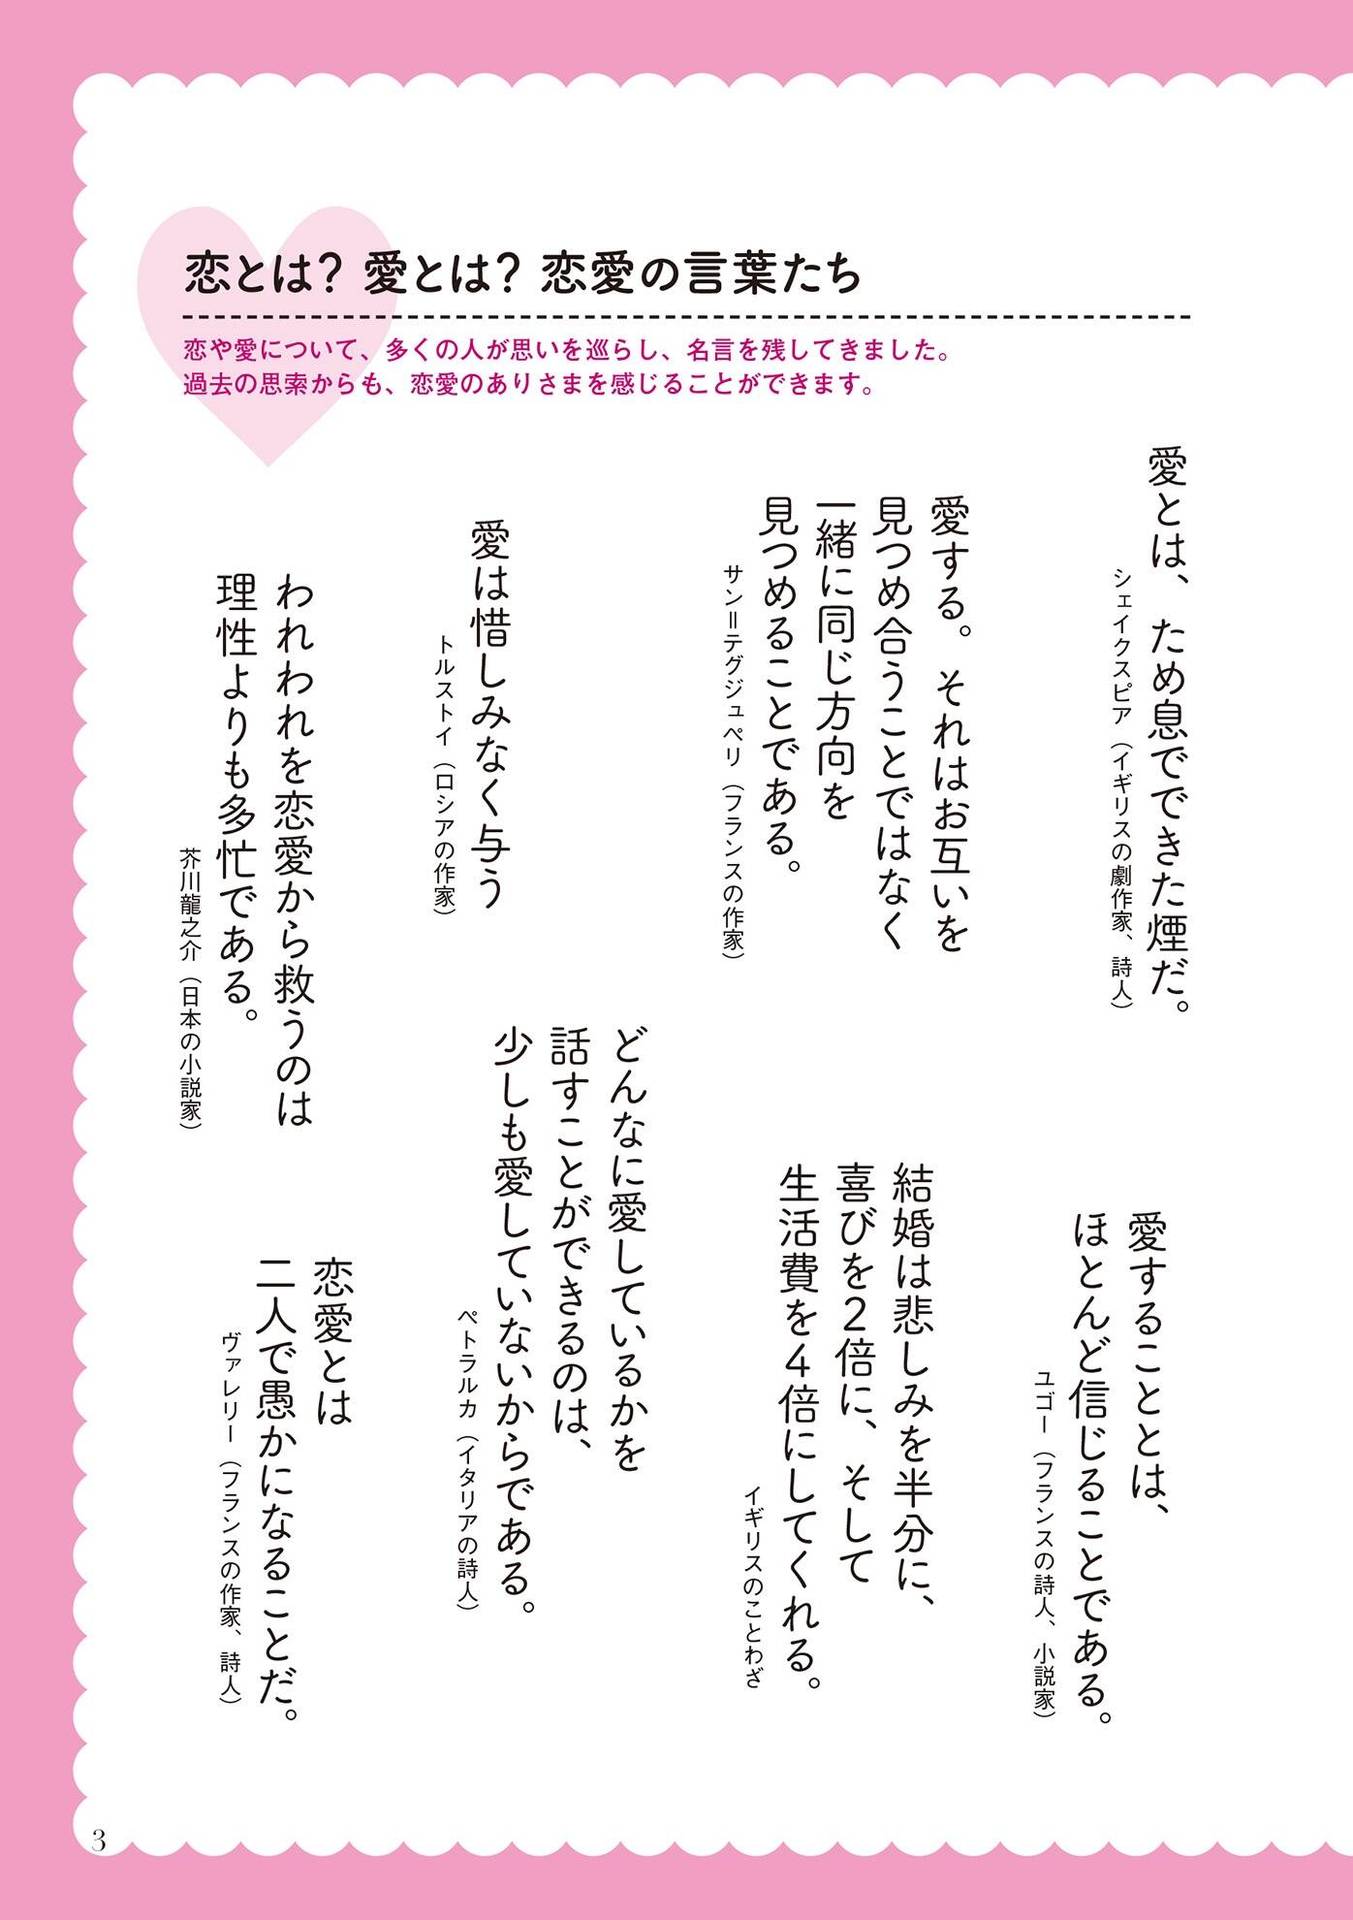 恋とは？ 愛とは？ 恋愛の言葉たち
恋や愛について、多くの人が思いを巡らし、名言を残してきました。
過去の思索からも、恋愛のありさまを感じることができます。
愛とは、ため息でできた煙だ。
シェイクスピア（イギリスの劇作家、詩人）
愛する。それはお互いを
見つめ合うことではなく
一緒に同じ方向を
見つめることである。
サン＝テグジュペリ（フランスの作家）
愛は惜しみなく与う
トルストイ（ロシアの作家）
われわれを恋愛から救うのは
理性よりも多忙である。
芥川龍之介（日本の小説家）
愛することとは、
ほとんど信じることである。
ユゴー（フランスの詩人、小説家）
結婚は悲しみを半分に、
喜びを2倍に、そして
生活費を4倍にしてくれる。
イギリスのことわざ
どんなに愛しているかを
話すことができるのは、
少しも愛していないからである。
ペトラルカ（イタリアの詩人）
恋愛とは
二人で愚かになることだ。
ヴァレリー（フランスの作家、詩人）
3